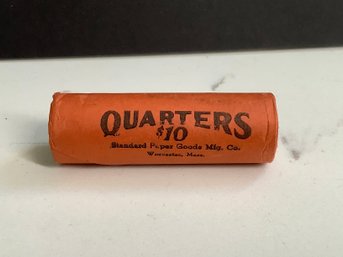 QUARTERS
$10
Standard Paper Goods Mfg. Co.
Worcester, Mass.